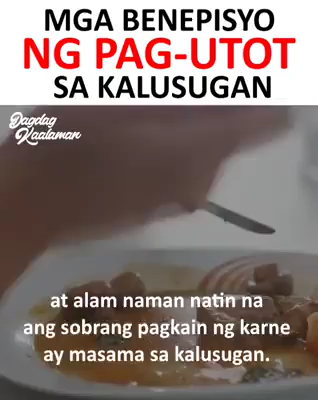 MGA BENEPISYO
NG PAG-UTOT
SA KALUSUGAN
Dagdag
Kaalaman
at alam naman natin na
ang sobrang pagkain ng karne
ay masama sa kalusugan.